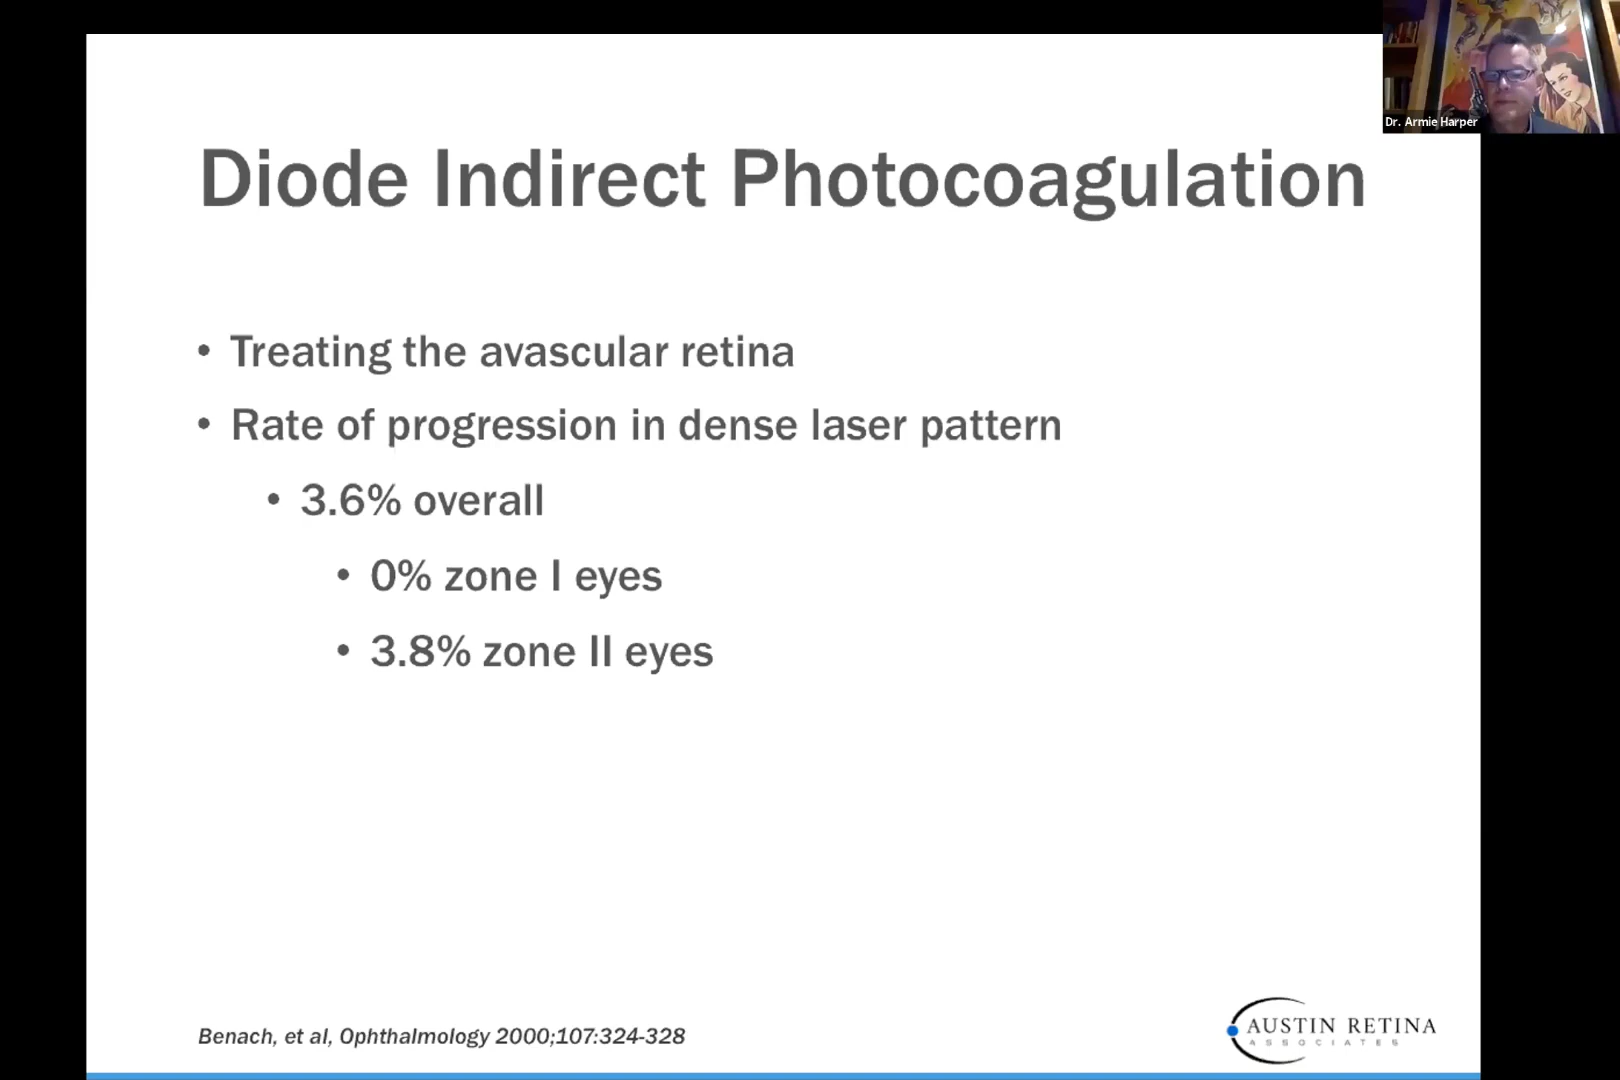 Dr. Armie Harper
Diode Indirect Photocoagulation
• Treating the avascular retina
• Rate of progression in dense laser pattern
• 3.6% overall
• 0% zone I eyes
• 3.8% zone II eyes
Benach, et al, Ophthalmology 2000;107:324-328
AUSTIN RETINA
ASSOCIATES